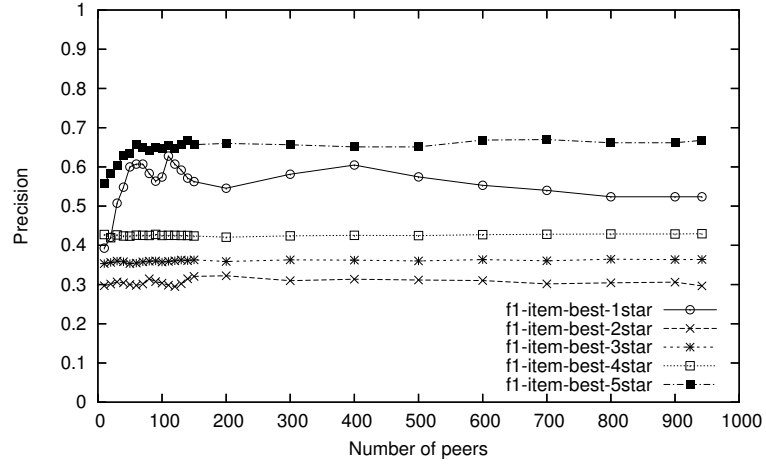 1
0.9
0.8
0.7
0.6
0.5
0.4
0.3
0.2
0.1
0
Precision
f1-item-best-1star
f1-item-best-2star
f1-item-best-3star
f1-item-best-4star
f1-item-best-5star
0 100 200 300 400 500 600 700 800 900 1000
Number of peers